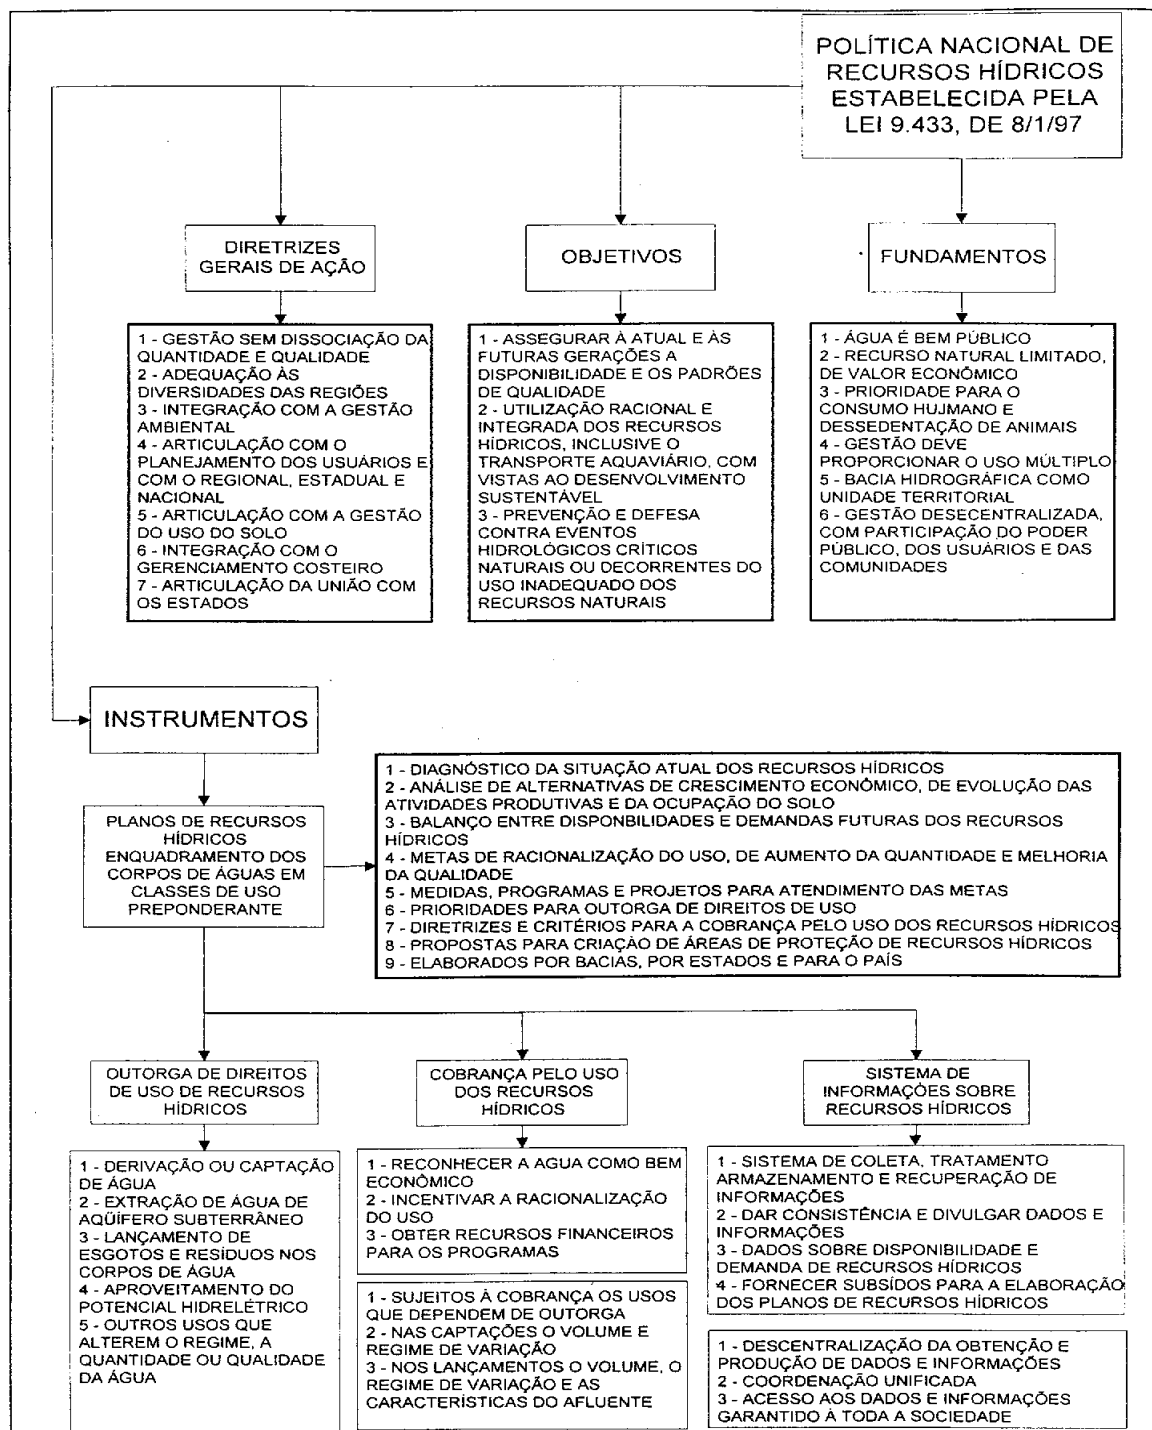 POLÍTICA NACIONAL DE
RECURSOS HÍDRICOS
ESTABELECIDA PELA
LEI 9.433, DE 8/1/97
DIRETRIZES
GERAIS DE AÇÃO
OBJETIVOS
FUNDAMENTOS
1 - GESTÃO SEM DISSOCIAÇÃO DA
QUANTIDADE E QUALIDADE
2 - ADEQUAÇÃO ÀS
DIVERSIDADES DAS REGIÕES
3 - INTEGRAÇÃO COM A GESTÃO
AMBIENTAL
4 - ARTICULAÇÃO COM O
PLANEJAMENTO DOS USUÁRIOS E
COM O REGIONAL, ESTADUAL E
NACIONAL
5 - ARTICULAÇÃO COM A GESTÃO
DO USO DO SOLO
6 - INTEGRAÇÃO COM O
GERENCIAMENTO COSTEIRO
7 - ARTICULAÇÃO DA UNIÃO COM
OS ESTADOS
1 - ASSEGURAR À ATUAL E ÀS
FUTURAS GERAÇÕES A
DISPONIBILIDADE E OS PADRÕES
DE QUALIDADE
2 - UTILIZAÇÃO RACIONAL E
INTEGRADA DOS RECURSOS
HÍDRICOS, INCLUSIVE O
TRANSPORTE AQUAVIÁRIO, COM
VISTAS AO DESENVOLVIMENTO
SUSTENTÁVEL
3 - PREVENÇÃO E DEFESA
CONTRA EVENTOS
HIDROLÓGICOS CRÍTICOS
NATURAIS OU DECORRENTES DO
USO INADEQUADO DOS
RECURSOS NATURAIS
1 - ÁGUA É BEM PÚBLICO
2 - RECURSO NATURAL LIMITADO,
DE VALOR ECONÔMICO
3 - PRIORIDADE PARA O
CONSUMO HUJMANO E
DESSEDENTAÇÃO DE ANIMAIS
4 - GESTÃO DEVE
PROPORCIONAR O USO MÚLTIPLO
5 - BACIA HIDROGRÁFICA COMO
UNIDADE TERRITORIAL
6 - GESTÃO DESECENTRALIZADA,
COM PARTICIPAÇÃO DO PODER
PÚBLICO, DOS USUÁRIOS E DAS
COMUNIDADES
INSTRUMENTOS
PLANOS DE RECURSOS
HÍDRICOS
ENQUADRAMENTO DOS
CORPOS DE ÁGUAS EM
CLASSES DE USO
PREPONDERANTE
1 - DIAGNÓSTICO DA SITUAÇÃO ATUAL DOS RECURSOS HÍDRICOS
2 - ANÁLISE DE ALTERNATIVAS DE CRESCIMENTO ECONÔMICO, DE EVOLUÇÃO DAS
ATIVIDADES PRODUTIVAS E DA OCUPAÇÃO DO SOLO
3 - BALANÇO ENTRE DISPONBILIDADES E DEMANDAS FUTURAS DOS RECURSOS
HÍDRICOS
4 - METAS DE RACIONALIZAÇÃO DO USO, DE AUMENTO DA QUANTIDADE E MELHORIA
DA QUALIDADE
5 - MEDIDAS, PROGRAMAS E PROJETOS PARA ATENDIMENTO DAS METAS
6 - PRIORIDADES PARA OUTORGA DE DIREITOS DE USO
7 - DIRETRIZES E CRITÉRIOS PARA A COBRANÇA PELO USO DOS RECURSOS HÍDRICOS
8 - PROPOSTAS PARA CRIAÇÀO DE ÁREAS DE PROTEÇÃO DE RECURSOS HÍDRICOS
9 - ELABORADOS POR BACIAS, POR ESTADOS E PARA O PAÍS
OUTORGA DE DIREITOS
DE USO DE RECURSOS
HÍDRICOS
COBRANÇA PELO USO
DOS RECURSOS
HÍDRICOS
SISTEMA DE
INFORMAÇÕES SOBRE
RECURSOS HÍDRICOS
1 - DERIVAÇÃO OU CAPTAÇÃO
DE ÁGUA
2 - EXTRAÇÃO DE ÁGUA DE
AQÜÍFERO SUBTERRÂNEO
3 - LANÇAMENTO DE
ESGOTOS E RESÍDUOS NOS
CORPOS DE ÁGUA
4 - APROVEITAMENTO DO
POTENCIAL HIDRELÉTRICO
5 - OUTROS USOS QUE
ALTEREM O REGIME, A
QUANTIDADE OU QUALIDADE
DA ÁGUA
1 - RECONHECER A AGUA COMO BEM
ECONÔMICO
2 - INCENTIVAR A RACIONALIZAÇÃO
DO USO
3 - OBTER RECURSOS FINANCEIROS
PARA OS PROGRAMAS
1 - SUJEITOS À COBRANÇA OS USOS
QUE DEPENDEM DE OUTORGA
2 - NAS CAPTAÇÕES O VOLUME E
REGIME DE VARIAÇÃO
3 - NOS LANÇAMENTOS O VOLUME, O
REGIME DE VARIAÇÃO E AS
CARACTERÍSTICAS DO AFLUENTE
1 - SISTEMA DE COLETA, TRATAMENTO
ARMAZENAMENTO E RECUPERAÇÃO DE
INFORMAÇÕES
2 - DAR CONSISTÊNCIA E DIVULGAR DADOS E
INFORMAÇÕES
3 - DADOS SOBRE DISPONIBILIDADE E
DEMANDA DE RECURSOS HÍDRICOS
4 - FORNECER SUBSÍDOS PARA A ELABORAÇÃO
DOS PLANOS DE RECURSOS HÍDRICOS
1 - DESCENTRALIZAÇÃO DA OBTENÇÃO E
PRODUÇÃO DE DADOS E INFORMAÇÕES
2 - COORDENAÇÃO UNIFICADA
3 - ACESSO AOS DADOS E INFORMAÇÕES
GARANTIDO À TODA A SOCIEDADE